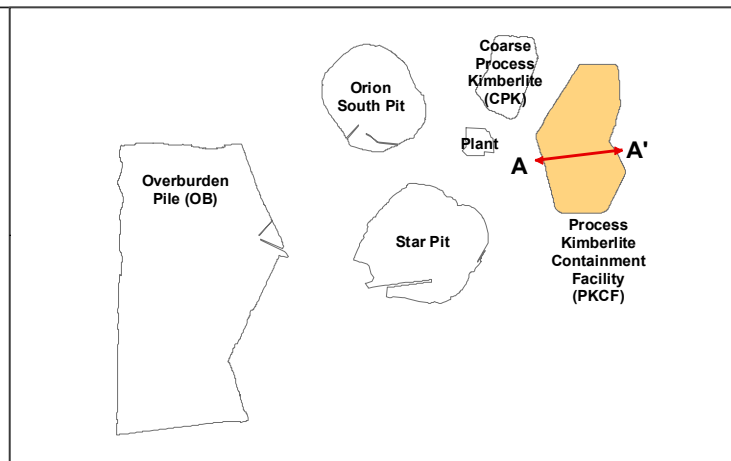 Coarse
Process
Kimberlite
(CPK)
Orion
South Pit
Plant
A
A'
Overburden
Pile (OB)
Star Pit
Process
Kimberlite
Containment
Facility
(PKCF)